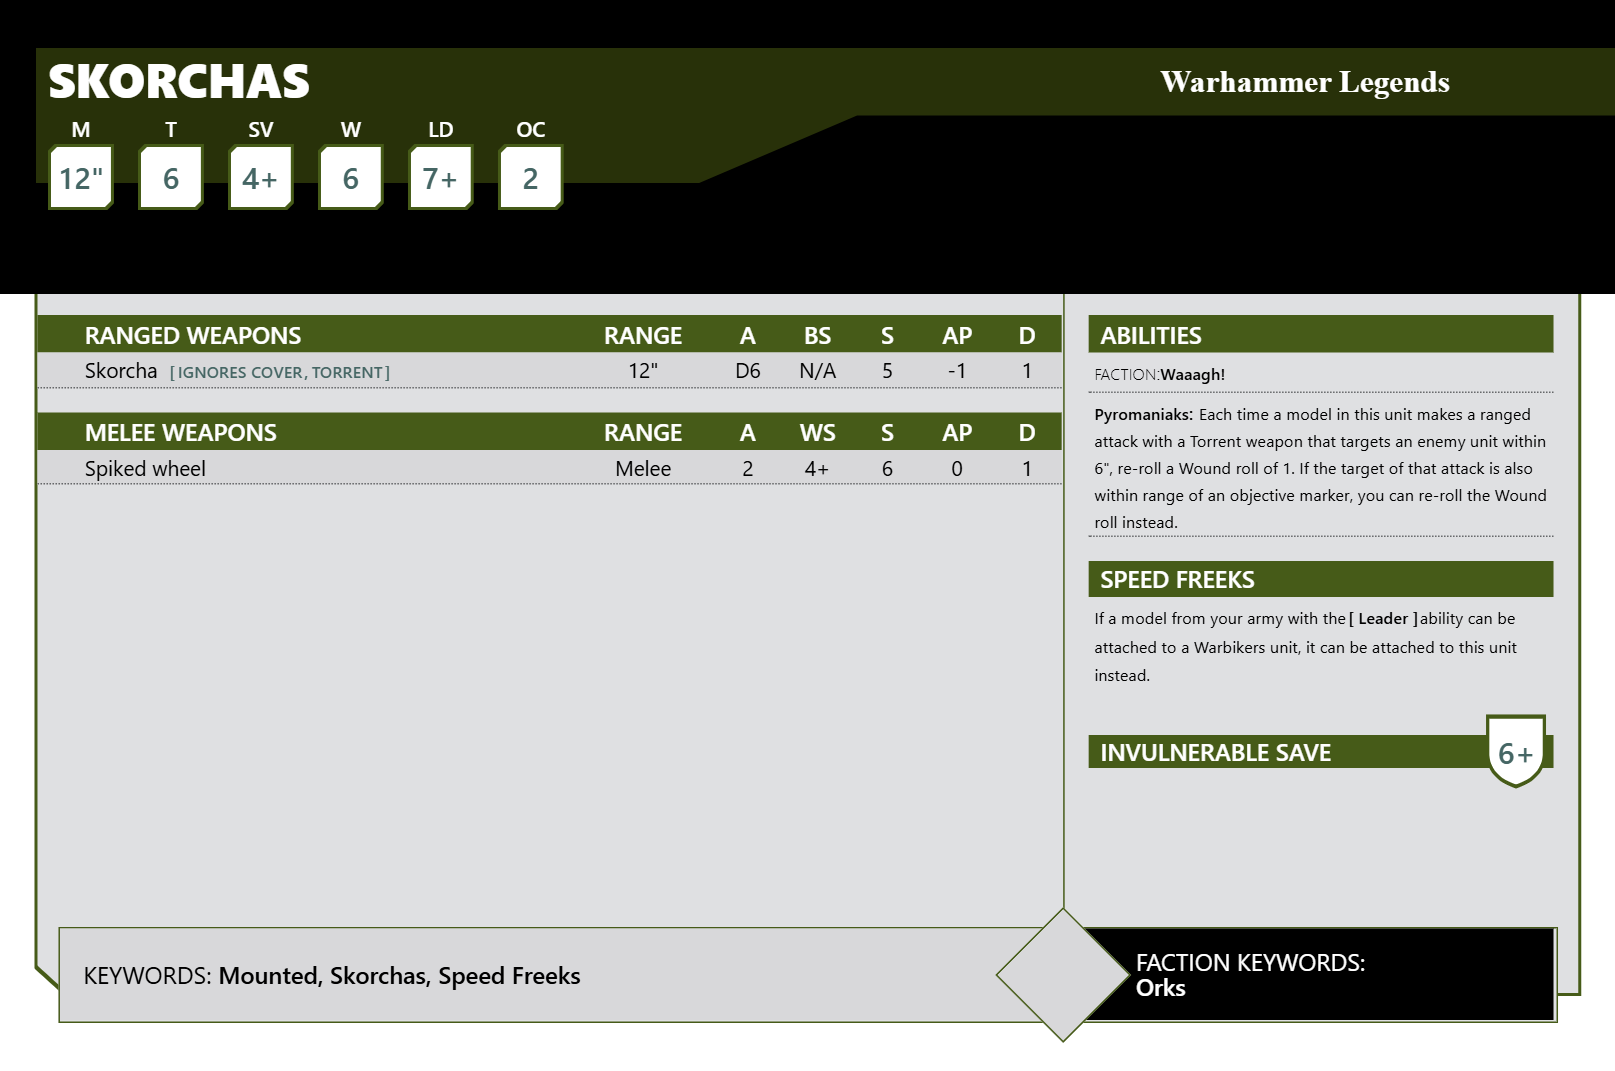 SKORCHAS
Warhammer Legends
M T SV W LD OC
12" 6 4+ 6 7+ 2
RANGED WEAPONS RANGE A BS S AP D
Skorcha [IGNORES COVER, TORRENT] 12" D6 N/A 5 -1 1
MELEE WEAPONS RANGE A WS S AP D
Spiked wheel Melee 2 4+ 6 0 1
ABILITIES
FACTION:Waaagh!
Pyromaniaks: Each time a model in this unit makes a ranged
attack with a Torrent weapon that targets an enemy unit within
6", re-roll a Wound roll of 1. If the target of that attack is also
within range of an objective marker, you can re-roll the Wound
roll instead.
SPEED FREEKS
If a model from your army with the [ Leader ] ability can be
attached to a Warbikers unit, it can be attached to this unit
instead.
INVULNERABLE SAVE 6+
KEYWORDS: Mounted, Skorchas, Speed Freeks
FACTION KEYWORDS:
Orks